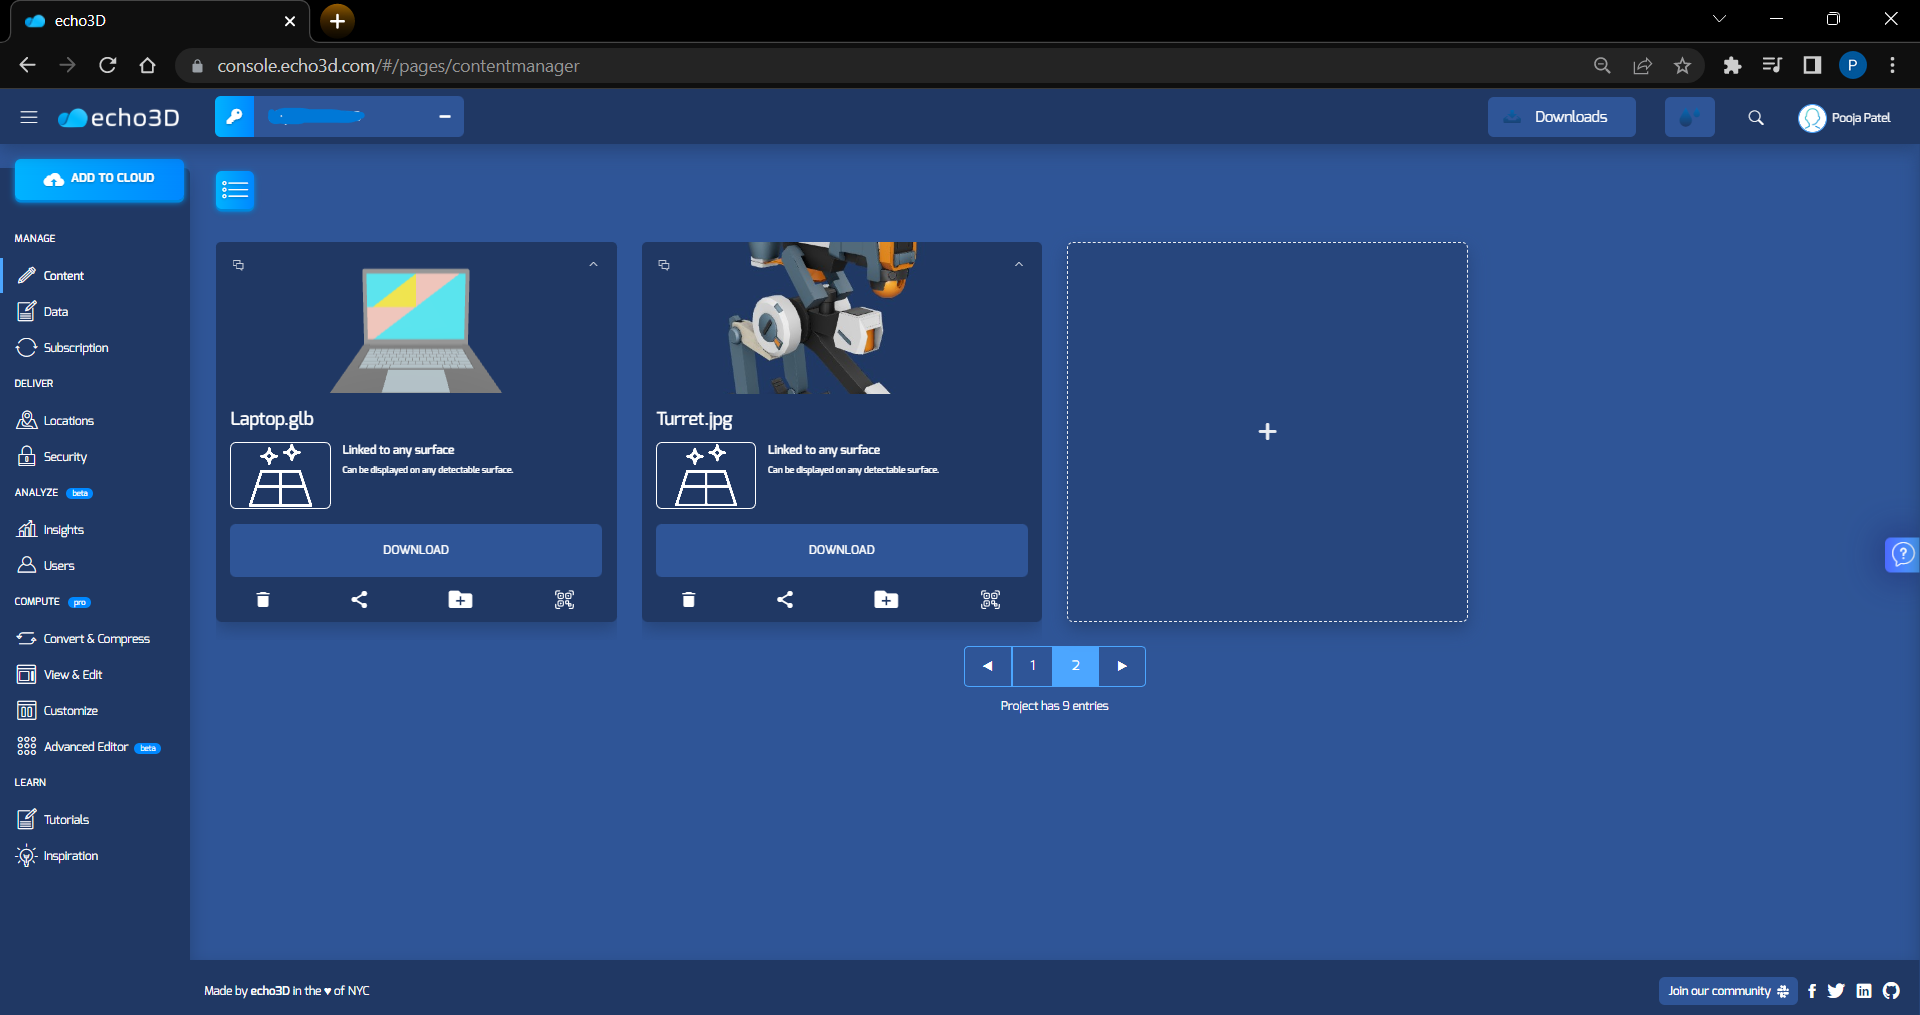 echo3D
console.echo3d.com/#/pages/contentmanager
P
echo3D
Downloads
Pooja Patel
ADD TO CLOUD
MANAGE
Content
Data
Subscription
DELIVER
Locations
Security
ANALYZE beta
Insights
Users
COMPUTE pro
Convert & Compress
View & Edit
Customize
Advanced Editor beta
LEARN
Tutorials
Inspiration
Laptop.glb
Linked to any surface
Can be displayed on any detectable surface.
DOWNLOAD
Turret.jpg
Linked to any surface
Can be displayed on any detectable surface.
DOWNLOAD
+
◀ 1 2 ▶
Project has 9 entries
?
Made by echo3D in the ♥ of NYC
Join our community